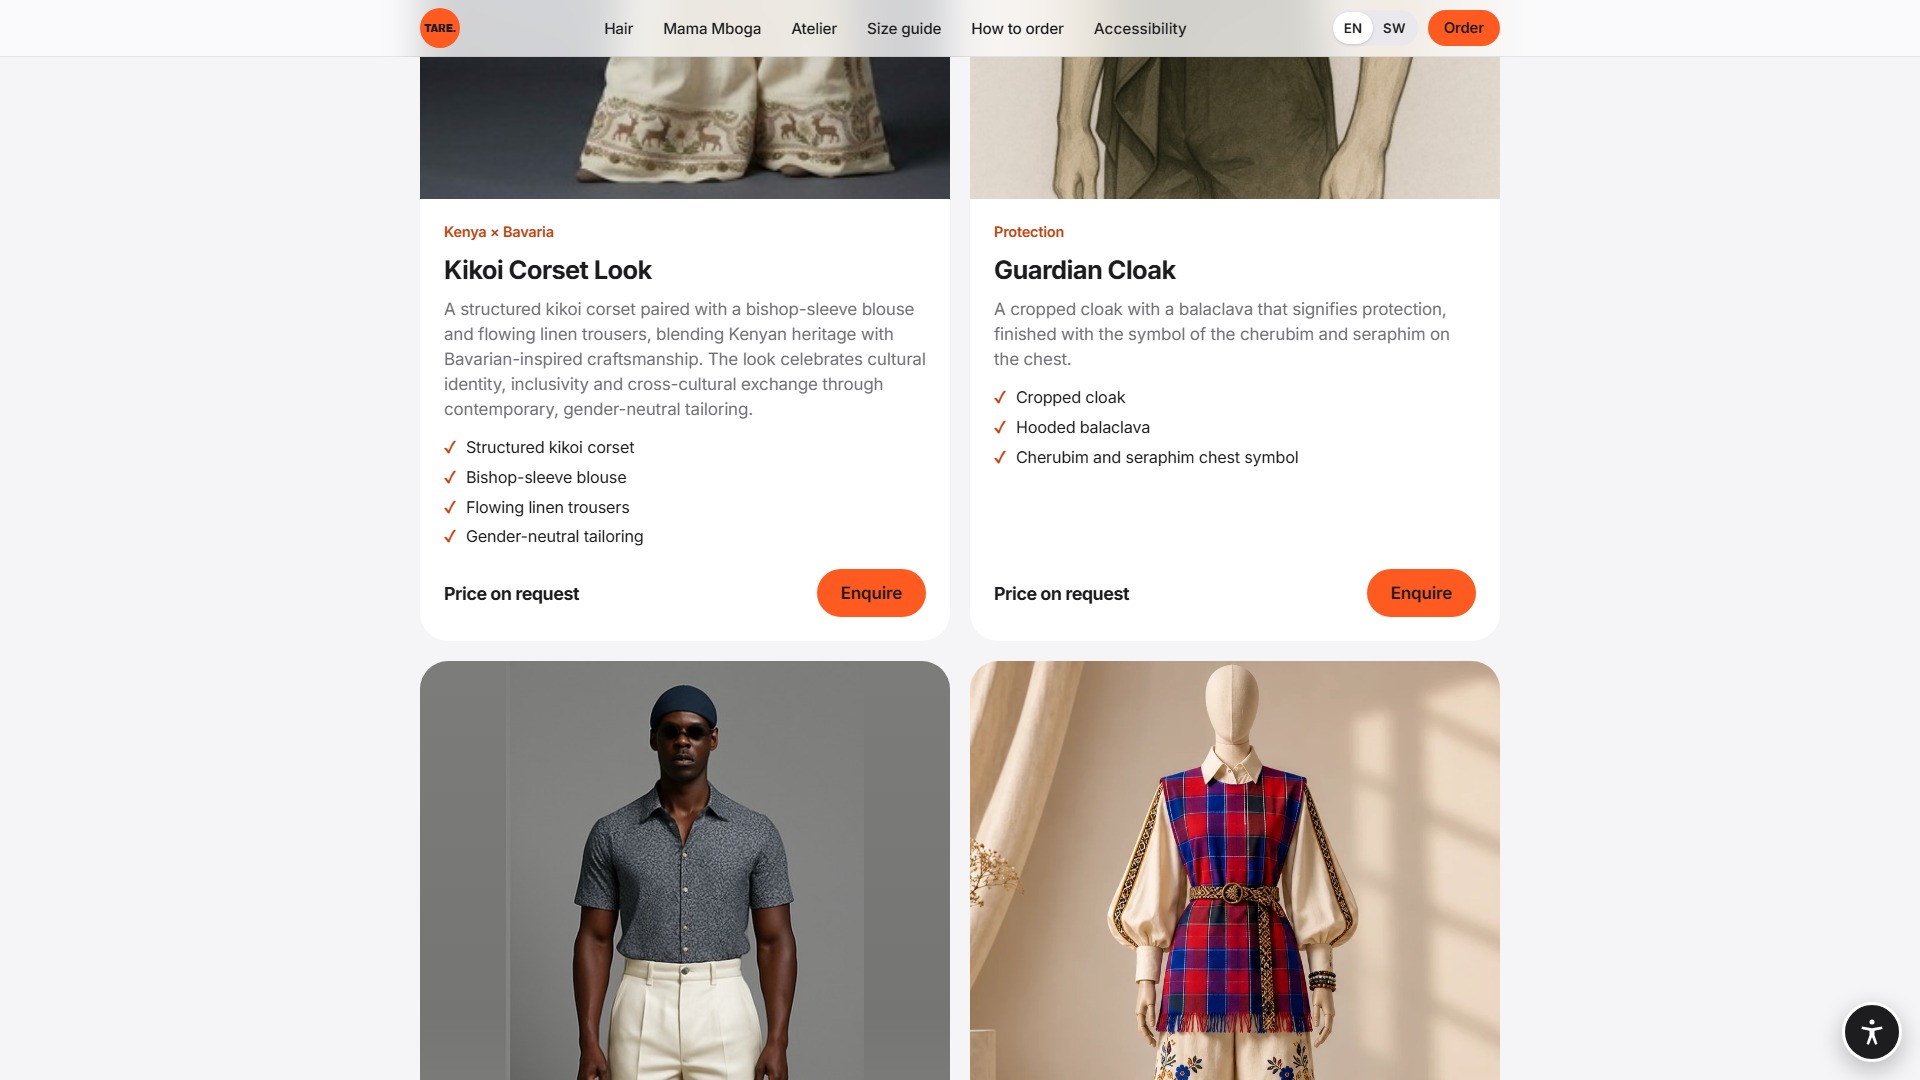 TARE.
Hair
Mama Mboga
Atelier
Size guide
How to order
Accessibility
EN
SW
Order
Kenya × Bavaria
Kikoi Corset Look
A structured kikoi corset paired with a bishop-sleeve blouse
and flowing linen trousers, blending Kenyan heritage with
Bavarian-inspired craftsmanship. The look celebrates cultural
identity, inclusivity and cross-cultural exchange through
contemporary, gender-neutral tailoring.
✓ Structured kikoi corset
✓ Bishop-sleeve blouse
✓ Flowing linen trousers
✓ Gender-neutral tailoring
Price on request
Enquire
Protection
Guardian Cloak
A cropped cloak with a balaclava that signifies protection,
finished with the symbol of the cherubim and seraphim on
the chest.
✓ Cropped cloak
✓ Hooded balaclava
✓ Cherubim and seraphim chest symbol
Price on request
Enquire